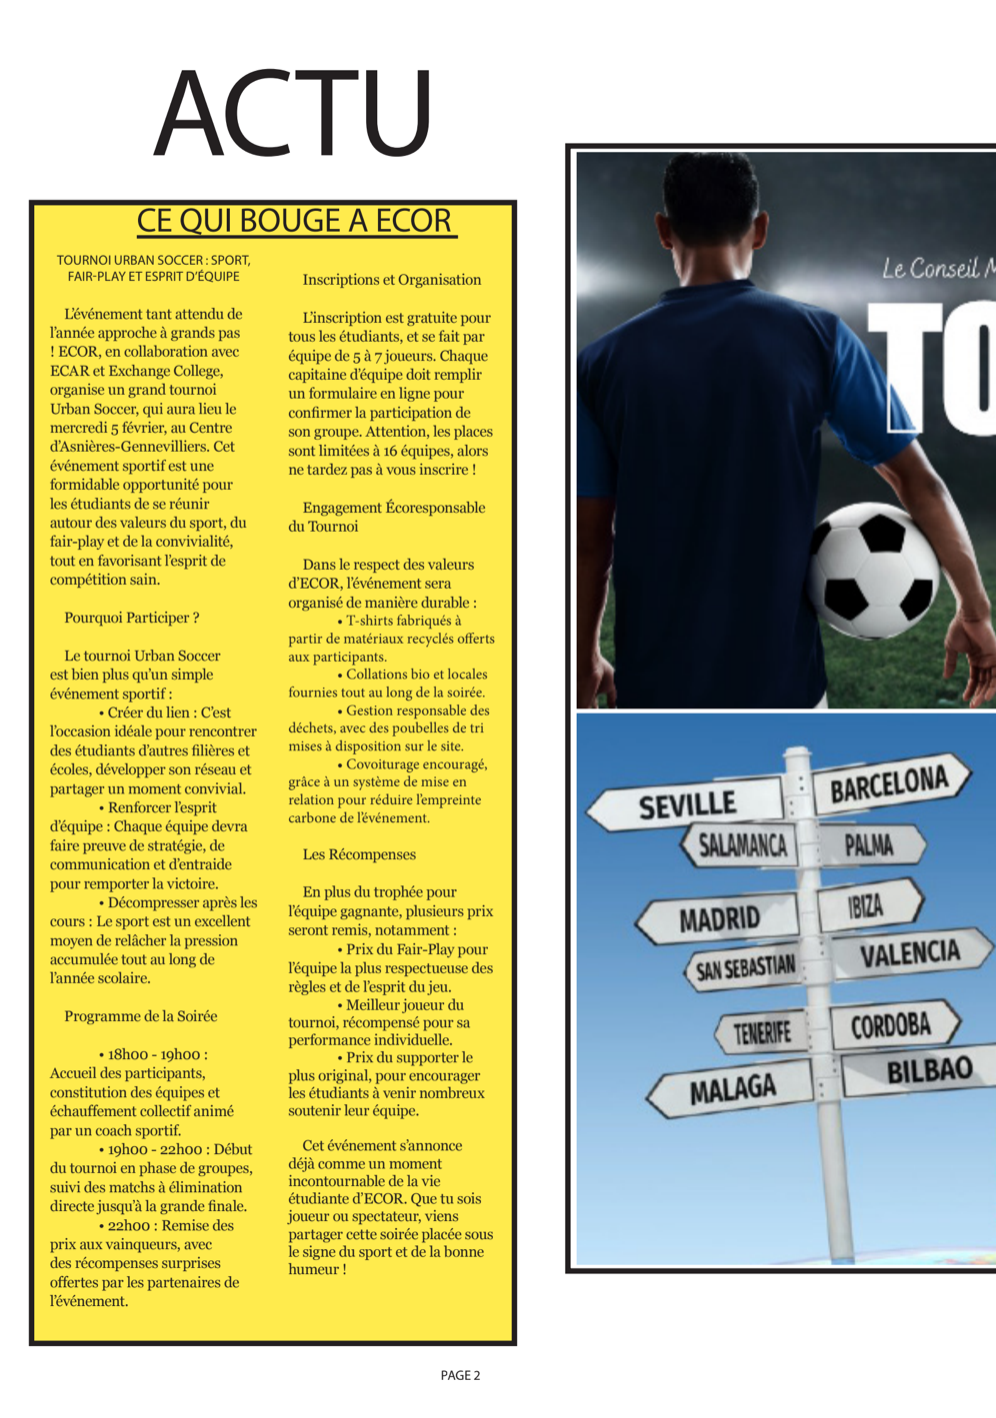 ACTU
CE QUI BOUGE A ECOR
TOURNOI URBAN SOCCER : SPORT,
FAIR-PLAY ET ESPRIT D'ÉQUIPE
L'événement tant attendu de
l'année approche à grands pas
! ECOR, en collaboration avec
ECAR et Exchange College,
organise un grand tournoi
Urban Soccer, qui aura lieu le
mercredi 5 février, au Centre
d'Asnières-Gennevilliers. Cet
événement sportif est une
formidable opportunité pour
les étudiants de se réunir
autour des valeurs du sport, du
fair-play et de la convivialité,
tout en favorisant l'esprit de
compétition sain.
Pourquoi Participer ?
Le tournoi Urban Soccer
est bien plus qu'un simple
événement sportif :
• Créer du lien : C'est
l'occasion idéale pour rencontrer
des étudiants d'autres filières et
écoles, développer son réseau et
partager un moment convivial.
• Renforcer l'esprit
d'équipe : Chaque équipe devra
faire preuve de stratégie, de
communication et d'entraide
pour remporter la victoire.
• Décompresser après les
cours : Le sport est un excellent
moyen de relâcher la pression
accumulée tout au long de
l'année scolaire.
Programme de la Soirée
• 18h00 - 19h00 :
Accueil des participants,
constitution des équipes et
échauffement collectif animé
par un coach sportif.
• 19h00 - 22h00 : Début
du tournoi en phase de groupes,
suivi des matchs à élimination
directe jusqu'à la grande finale.
• 22h00 : Remise des
prix aux vainqueurs, avec
des récompenses surprises
offertes par les partenaires de
l'événement.
Inscriptions et Organisation
L'inscription est gratuite pour
tous les étudiants, et se fait par
équipe de 5 à 7 joueurs. Chaque
capitaine d'équipe doit remplir
un formulaire en ligne pour
confirmer la participation de
son groupe. Attention, les places
sont limitées à 16 équipes, alors
ne tardez pas à vous inscrire !
Engagement Écoresponsable
du Tournoi
Dans le respect des valeurs
d'ECOR, l'événement sera
organisé de manière durable :
• T-shirts fabriqués à
partir de matériaux recyclés offerts
aux participants.
• Collations bio et locales
fournies tout au long de la soirée.
• Gestion responsable des
déchets, avec des poubelles de tri
mises à disposition sur le site.
• Covoiturage encouragé,
grâce à un système de mise en
relation pour réduire l'empreinte
carbone de l'événement.
Les Récompenses
En plus du trophée pour
l'équipe gagnante, plusieurs prix
seront remis, notamment :
• Prix du Fair-Play pour
l'équipe la plus respectueuse des
règles et de l'esprit du jeu.
• Meilleur joueur du
tournoi, récompensé pour sa
performance individuelle.
• Prix du supporter le
plus original, pour encourager
les étudiants à venir nombreux
soutenir leur équipe.
Cet événement s'annonce
déjà comme un moment
incontournable de la vie
étudiante d'ECOR. Que tu sois
joueur ou spectateur, viens
partager cette soirée placée sous
le signe du sport et de la bonne
humeur !
Le Conseil M
TO
SEVILLE
BARCELONA
SALAMANCA
PALMA
MADRID
IBIZA
SAN SEBASTIAN
VALENCIA
TENERIFE
CORDOBA
MALAGA
BILBAO
PAGE 2